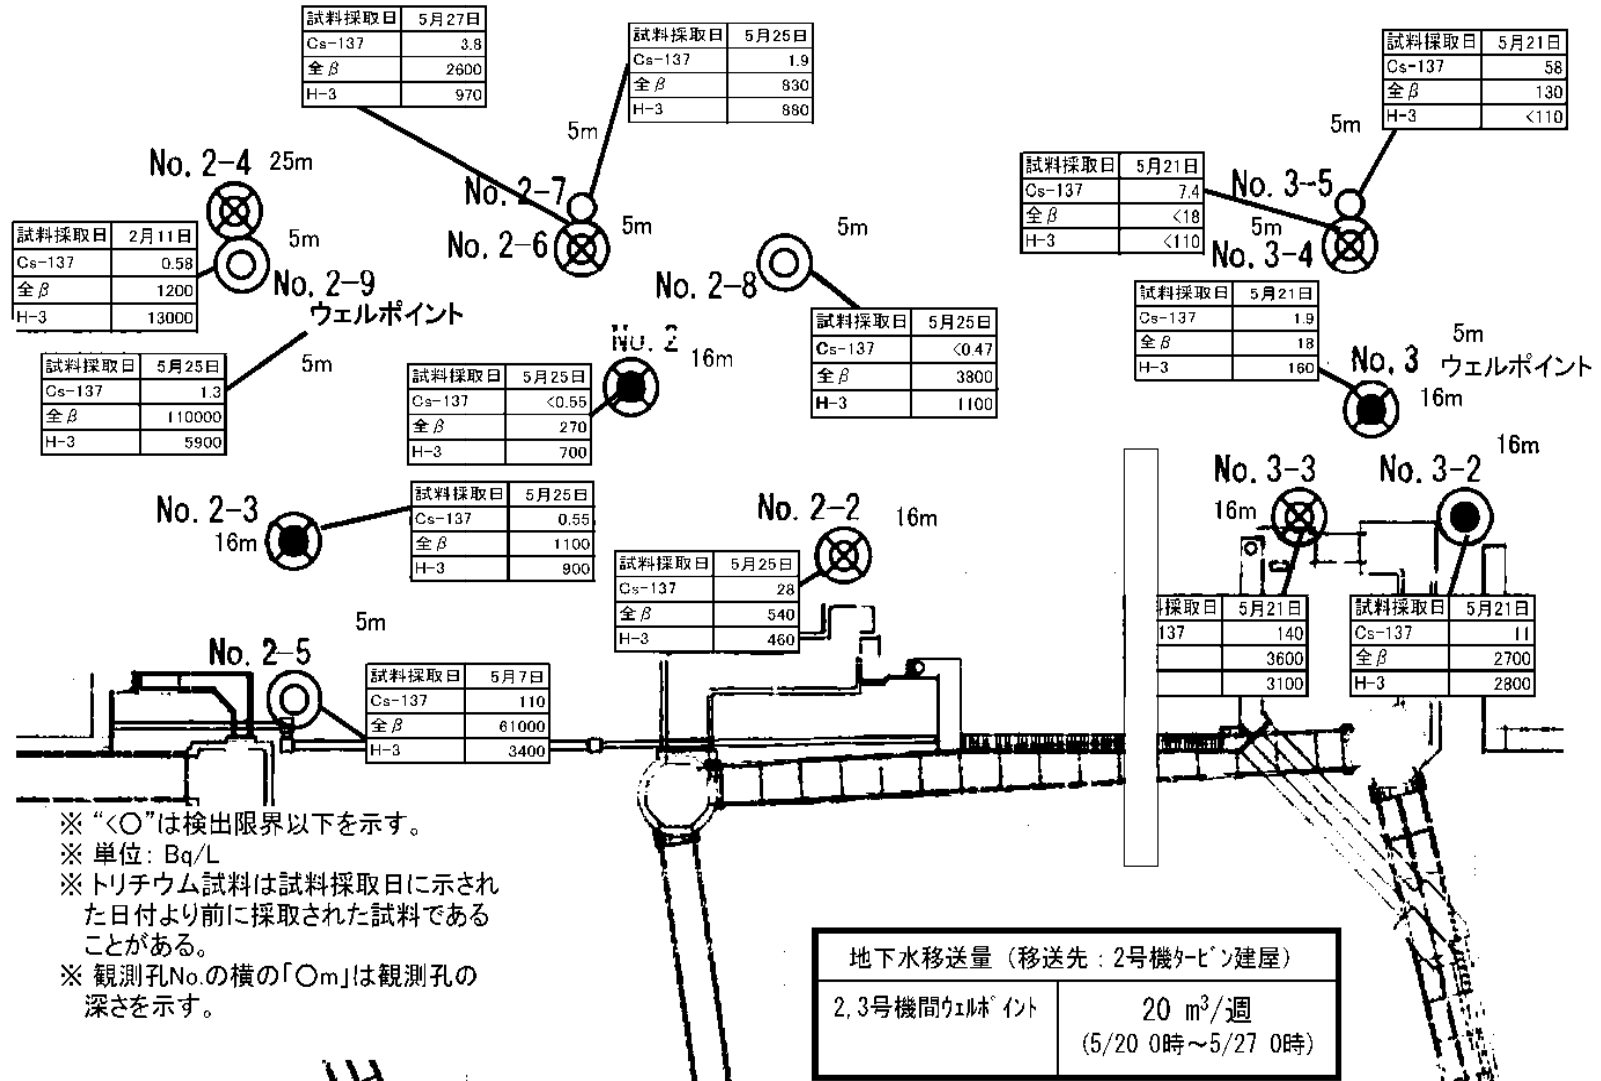 試料採取日 5月27日
Cs-137 3.8
全β 2600
H-3 970
試料採取日 5月25日
Cs-137 1.9
全β 830
H-3 880
試料採取日 5月21日
Cs-137 58
全β 130
H-3 <110
5m
5m
No. 2-4 25m
No. 2-7
試料採取日 5月21日
Cs-137 7.4
全β <18
H-3 <110
No. 3-5
試料採取日 2月11日
Cs-137 0.58
全β 1200
H-3 13000
5m
No. 2-9
ウェルポイント
5m
No. 2-6
5m
5m
No. 2-8
5m
No. 3-4
試料採取日 5月25日
Cs-137 1.3
全β 110000
H-3 5900
No. 2 16m
試料採取日 5月25日
Cs-137 <0.55
全β 270
H-3 700
試料採取日 5月25日
Cs-137 <0.47
全β 3800
H-3 1100
試料採取日 5月21日
Cs-137 1.9
全β 18
H-3 160
5m
No. 3 ウェルポイント
16m
16m
No. 2-3
16m
試料採取日 5月25日
Cs-137 0.55
全β 1100
H-3 900
No. 2-2 16m
試料採取日 5月25日
Cs-137 28
全β 540
H-3 460
No. 3-3
16m
No. 3-2
採取日 5月21日
137 140
3600
3100
試料採取日 5月21日
Cs-137 11
全β 2700
H-3 2800
5m
No. 2-5
試料採取日 5月7日
Cs-137 110
全β 61000
H-3 3400
※ “<○”は検出限界以下を示す。
※ 単位: Bq/L
※ トリチウム試料は試料採取日に示され
た日付より前に採取された試料である
ことがある。
※ 観測孔No.の横の「○m」は観測孔の
深さを示す。
地下水移送量（移送先：2号機ﾀｰﾋﾞﾝ建屋）
2,3号機間ｳｪﾙﾎﾟｲﾝﾄ 20 m³/週
(5/20 0時～5/27 0時)